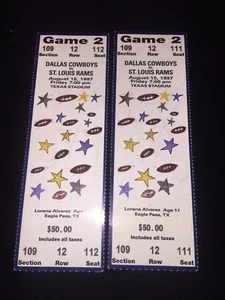 Game 2
109 12 112
Section Row Seat
DALLAS COWBOYS
vs.
ST. LOUIS RAMS
August 15, 1997
Friday 7:00 pm
TEXAS STADIUM
Lorena Alvarez Age
Eagle Pass, TX
$50.00
Includes all taxes
109 12 112
Section Row Seat
Game 2
109 12 111
Section Row Seat
DALLAS COWBOYS
vs.
ST. LOUIS RAMS
August 15, 1997
Friday 7:00 pm
TEXAS STADIUM
Lorena Alvarez Age 11
Eagle Pass, TX
$50.00
Includes all taxes
109 12 111
Section Row Seat